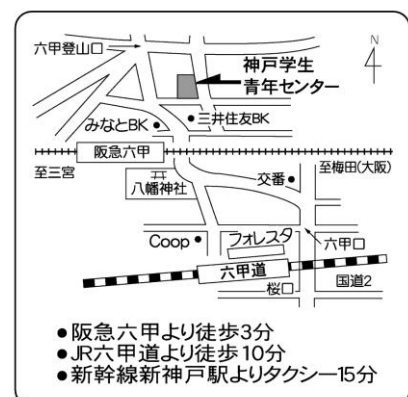 六甲登山口
N
神戸学生
青年センター
みなとBK
三井住友BK
阪急六甲
至三宮
至梅田(大阪)
八幡神社
交番
Coop
フォレスタ
六甲口
六甲道
桜口
国道2
●阪急六甲より徒歩3分
●JR六甲道より徒歩10分
●新幹線新神戸駅よりタクシー15分